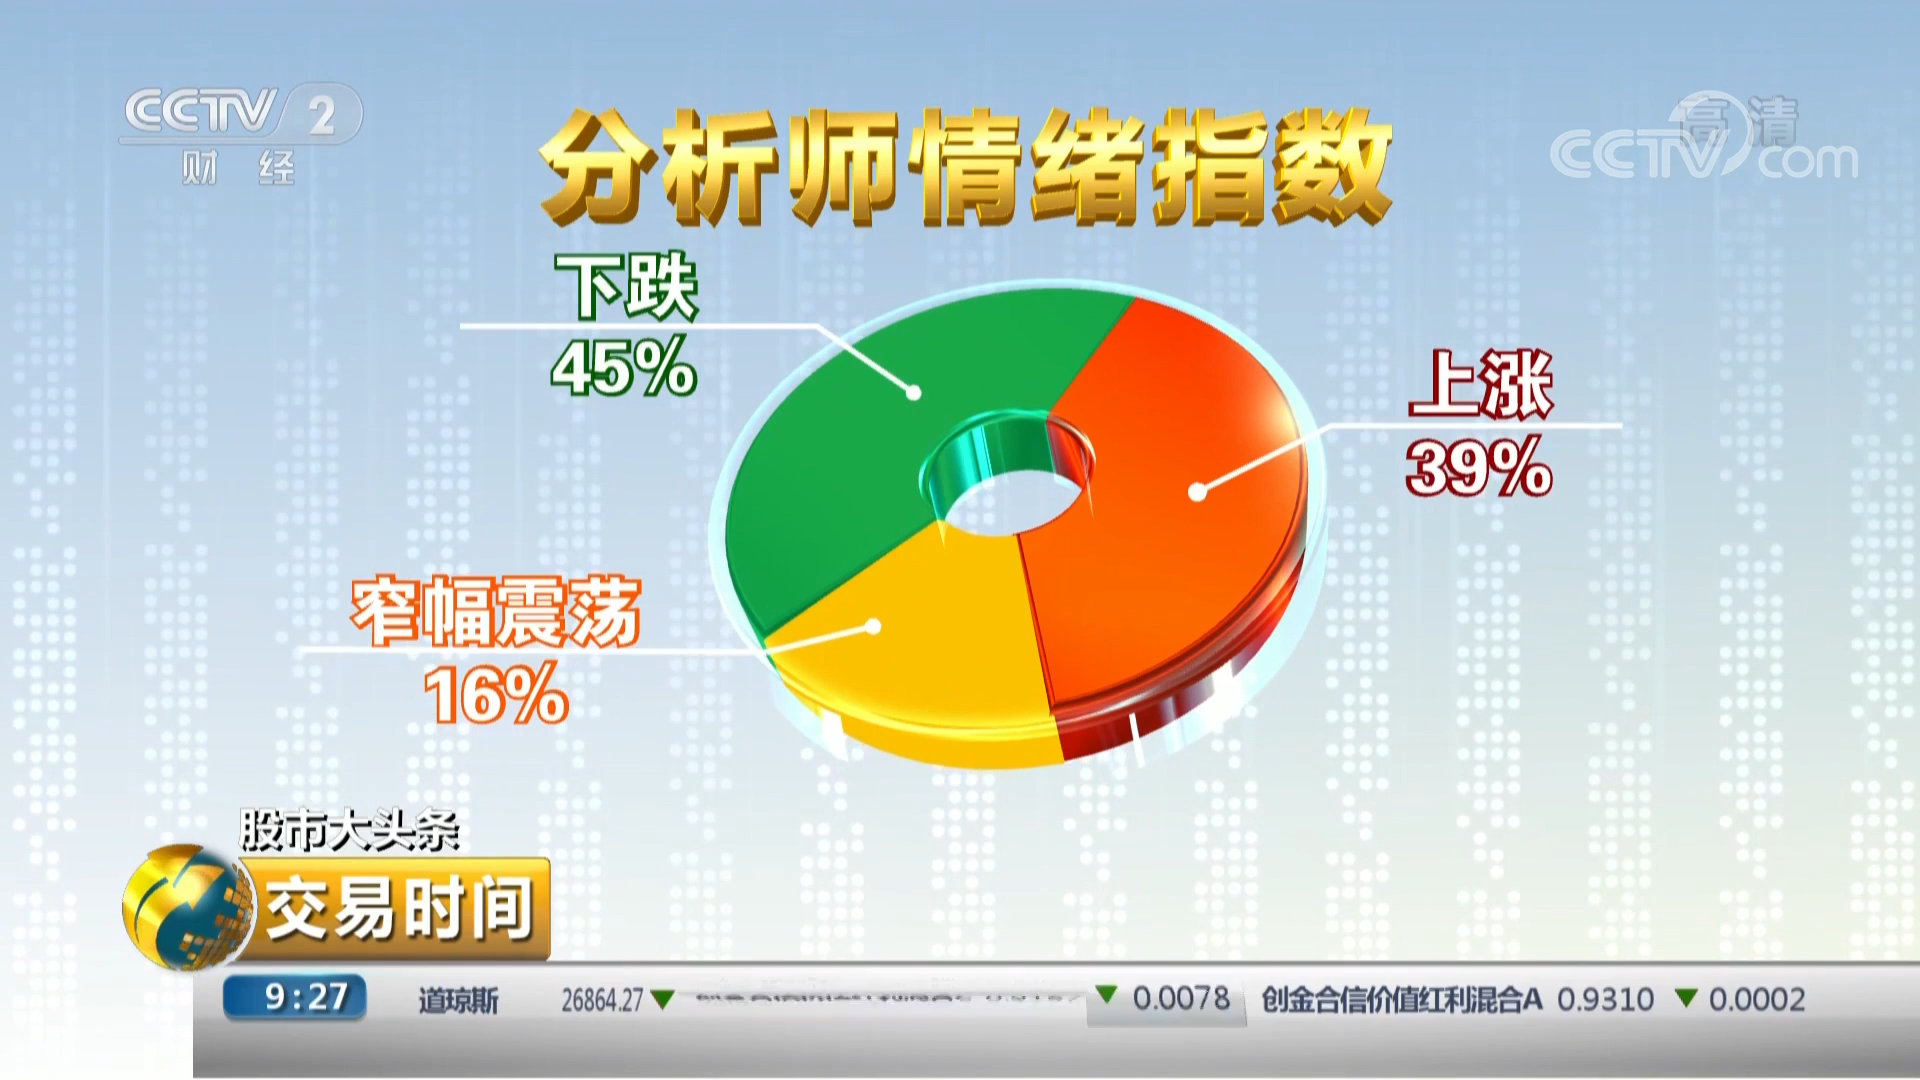 CCTV 2
财 经
高清
CCTV.com
分析师情绪指数
下跌
45%
上涨
39%
窄幅震荡
16%
股市大头条
交易时间
9:27 道琼斯 26864.27 ▼ ▼ 0.0078 创金合信价值红利混合A 0.9310 ▼ 0.0002